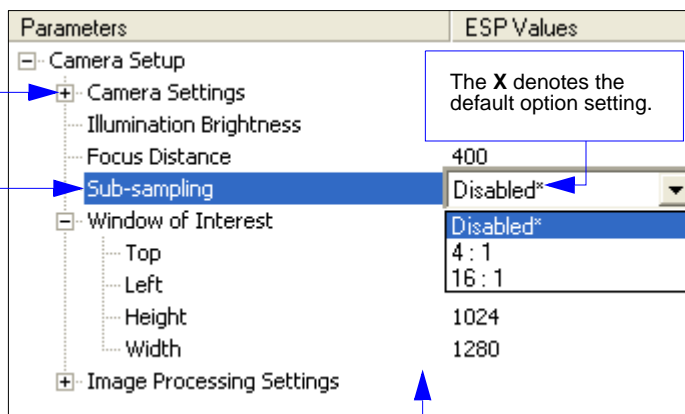 Parameters ESP Values
Camera Setup
The X denotes the
default option setting.
Camera Settings
Illumination Brightness
Focus Distance 400
Sub-sampling Disabled*
Window of Interest Disabled*
Top 4 : 1
Left 16 : 1
Height 1024
Width 1280
Image Processing Settings